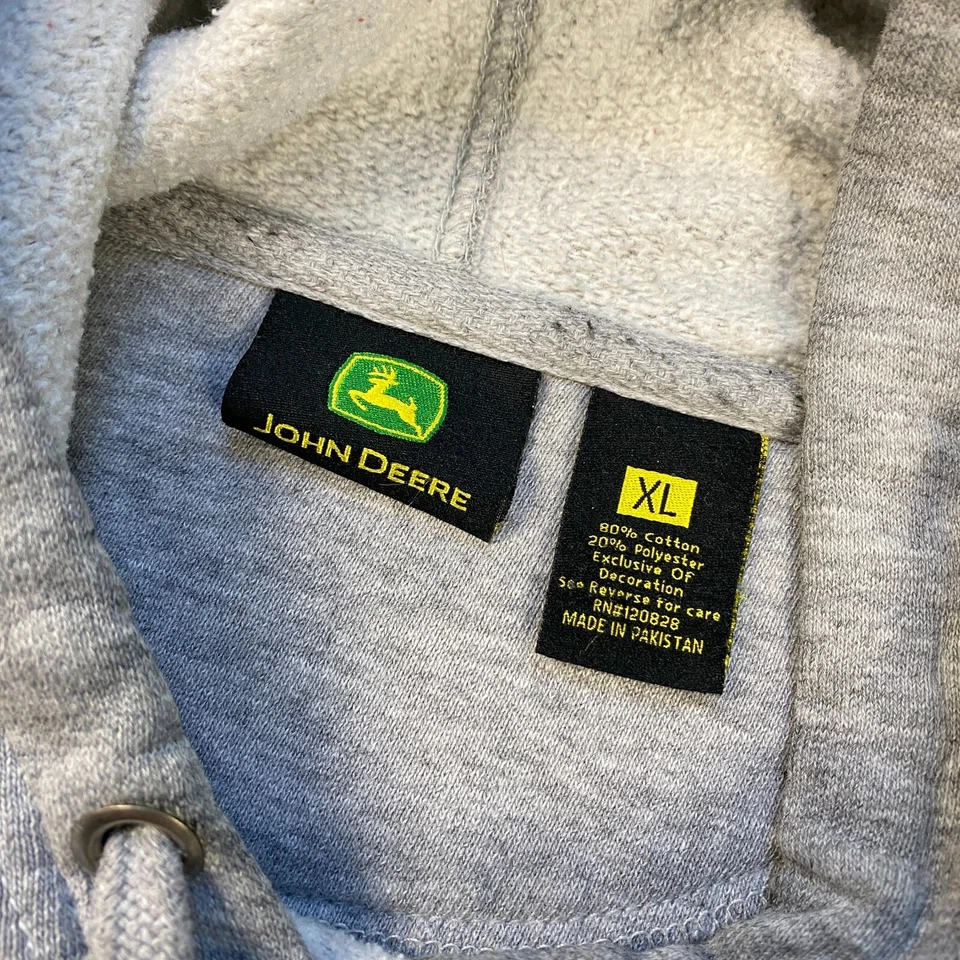 JOHN DEERE
XL
80% Cotton
20% Polyester
Exclusive Of
Decoration
See Reverse for care
RN#120828
MADE IN PAKISTAN